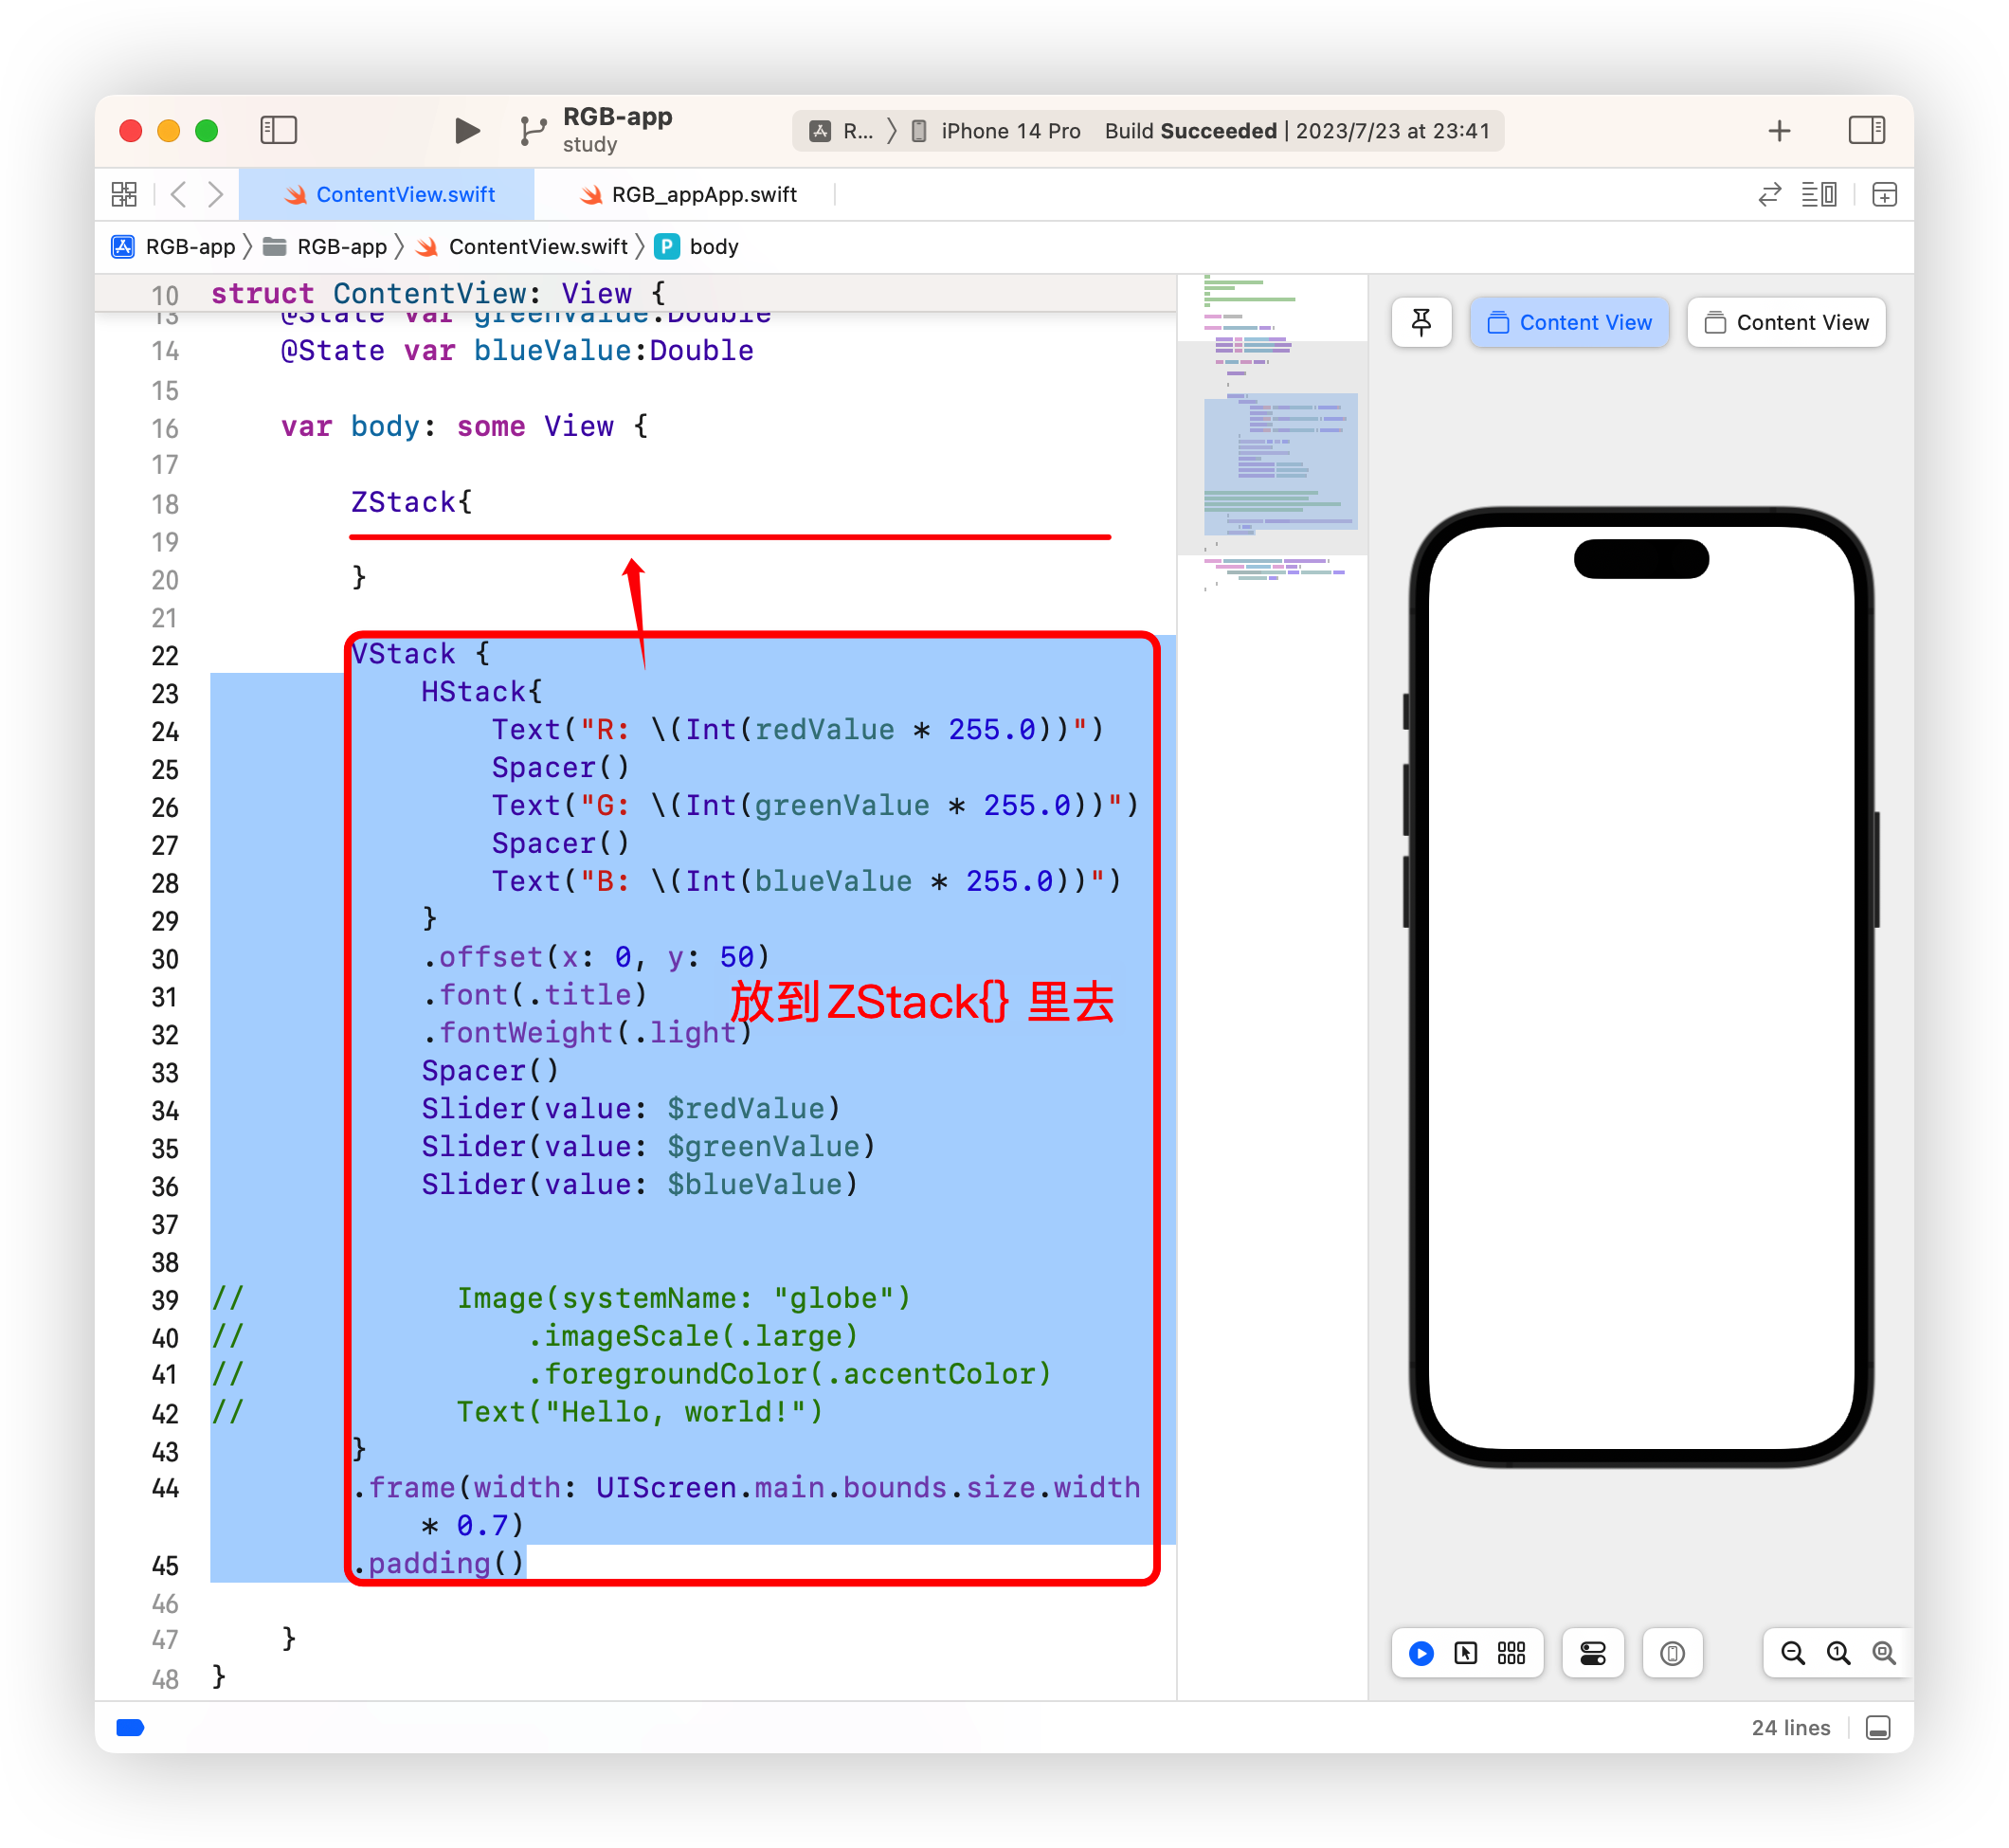 RGB-app
study
R... iPhone 14 Pro Build Succeeded | 2023/7/23 at 23:41
ContentView.swift
RGB_appApp.swift
RGB-app RGB-app ContentView.swift P body
10 struct ContentView: View {
13 @State var greenValue:Double
14 @State var blueValue:Double
15
16 var body: some View {
17
18 ZStack{
19
20 }
21
22 VStack {
23 HStack{
24 Text("R: \(Int(redValue * 255.0))")
25 Spacer()
26 Text("G: \(Int(greenValue * 255.0))")
27 Spacer()
28 Text("B: \(Int(blueValue * 255.0))")
29 }
30 .offset(x: 0, y: 50)
31 .font(.title)
放到ZStack{} 里去
32 .fontWeight(.light)
33 Spacer()
34 Slider(value: $redValue)
35 Slider(value: $greenValue)
36 Slider(value: $blueValue)
37
38
39 // Image(systemName: "globe")
40 // .imageScale(.large)
41 // .foregroundColor(.accentColor)
42 // Text("Hello, world!")
43 }
44 .frame(width: UIScreen.main.bounds.size.width
* 0.7)
45 .padding()
46
47 }
48 }
Content View
Content View
24 lines